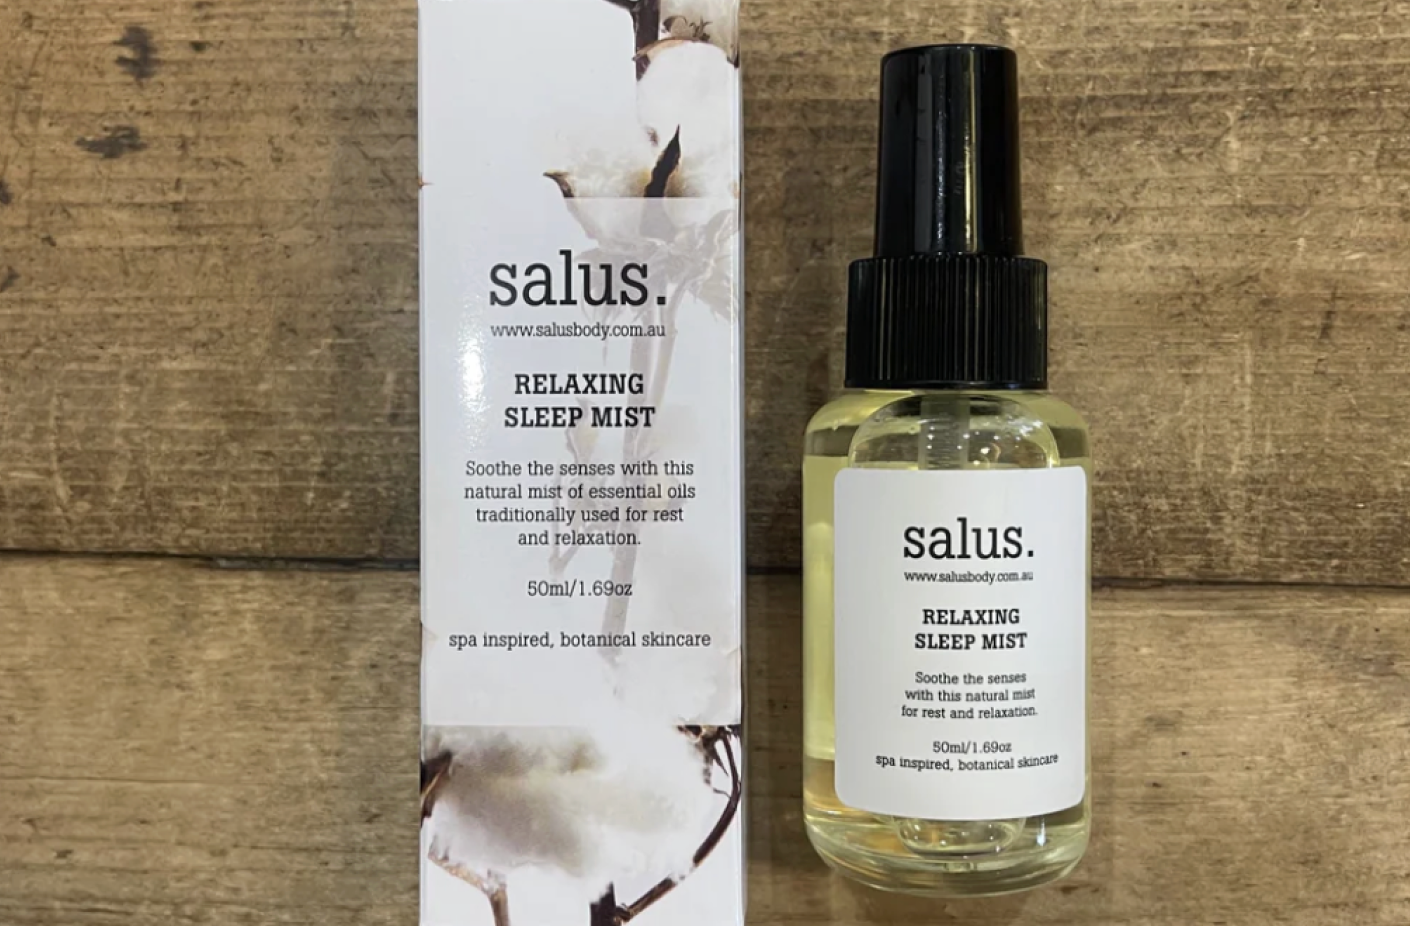 salus.
www.salusbody.com.au
RELAXING
SLEEP MIST
Soothe the senses with this
natural mist of essential oils
traditionally used for rest
and relaxation.
50ml/1.69oz
spa inspired, botanical skincare
salus.
www.salusbody.com.au
RELAXING
SLEEP MIST
Soothe the senses
with this natural mist
for rest and relaxation.
50ml/1.69oz
spa inspired, botanical skincare